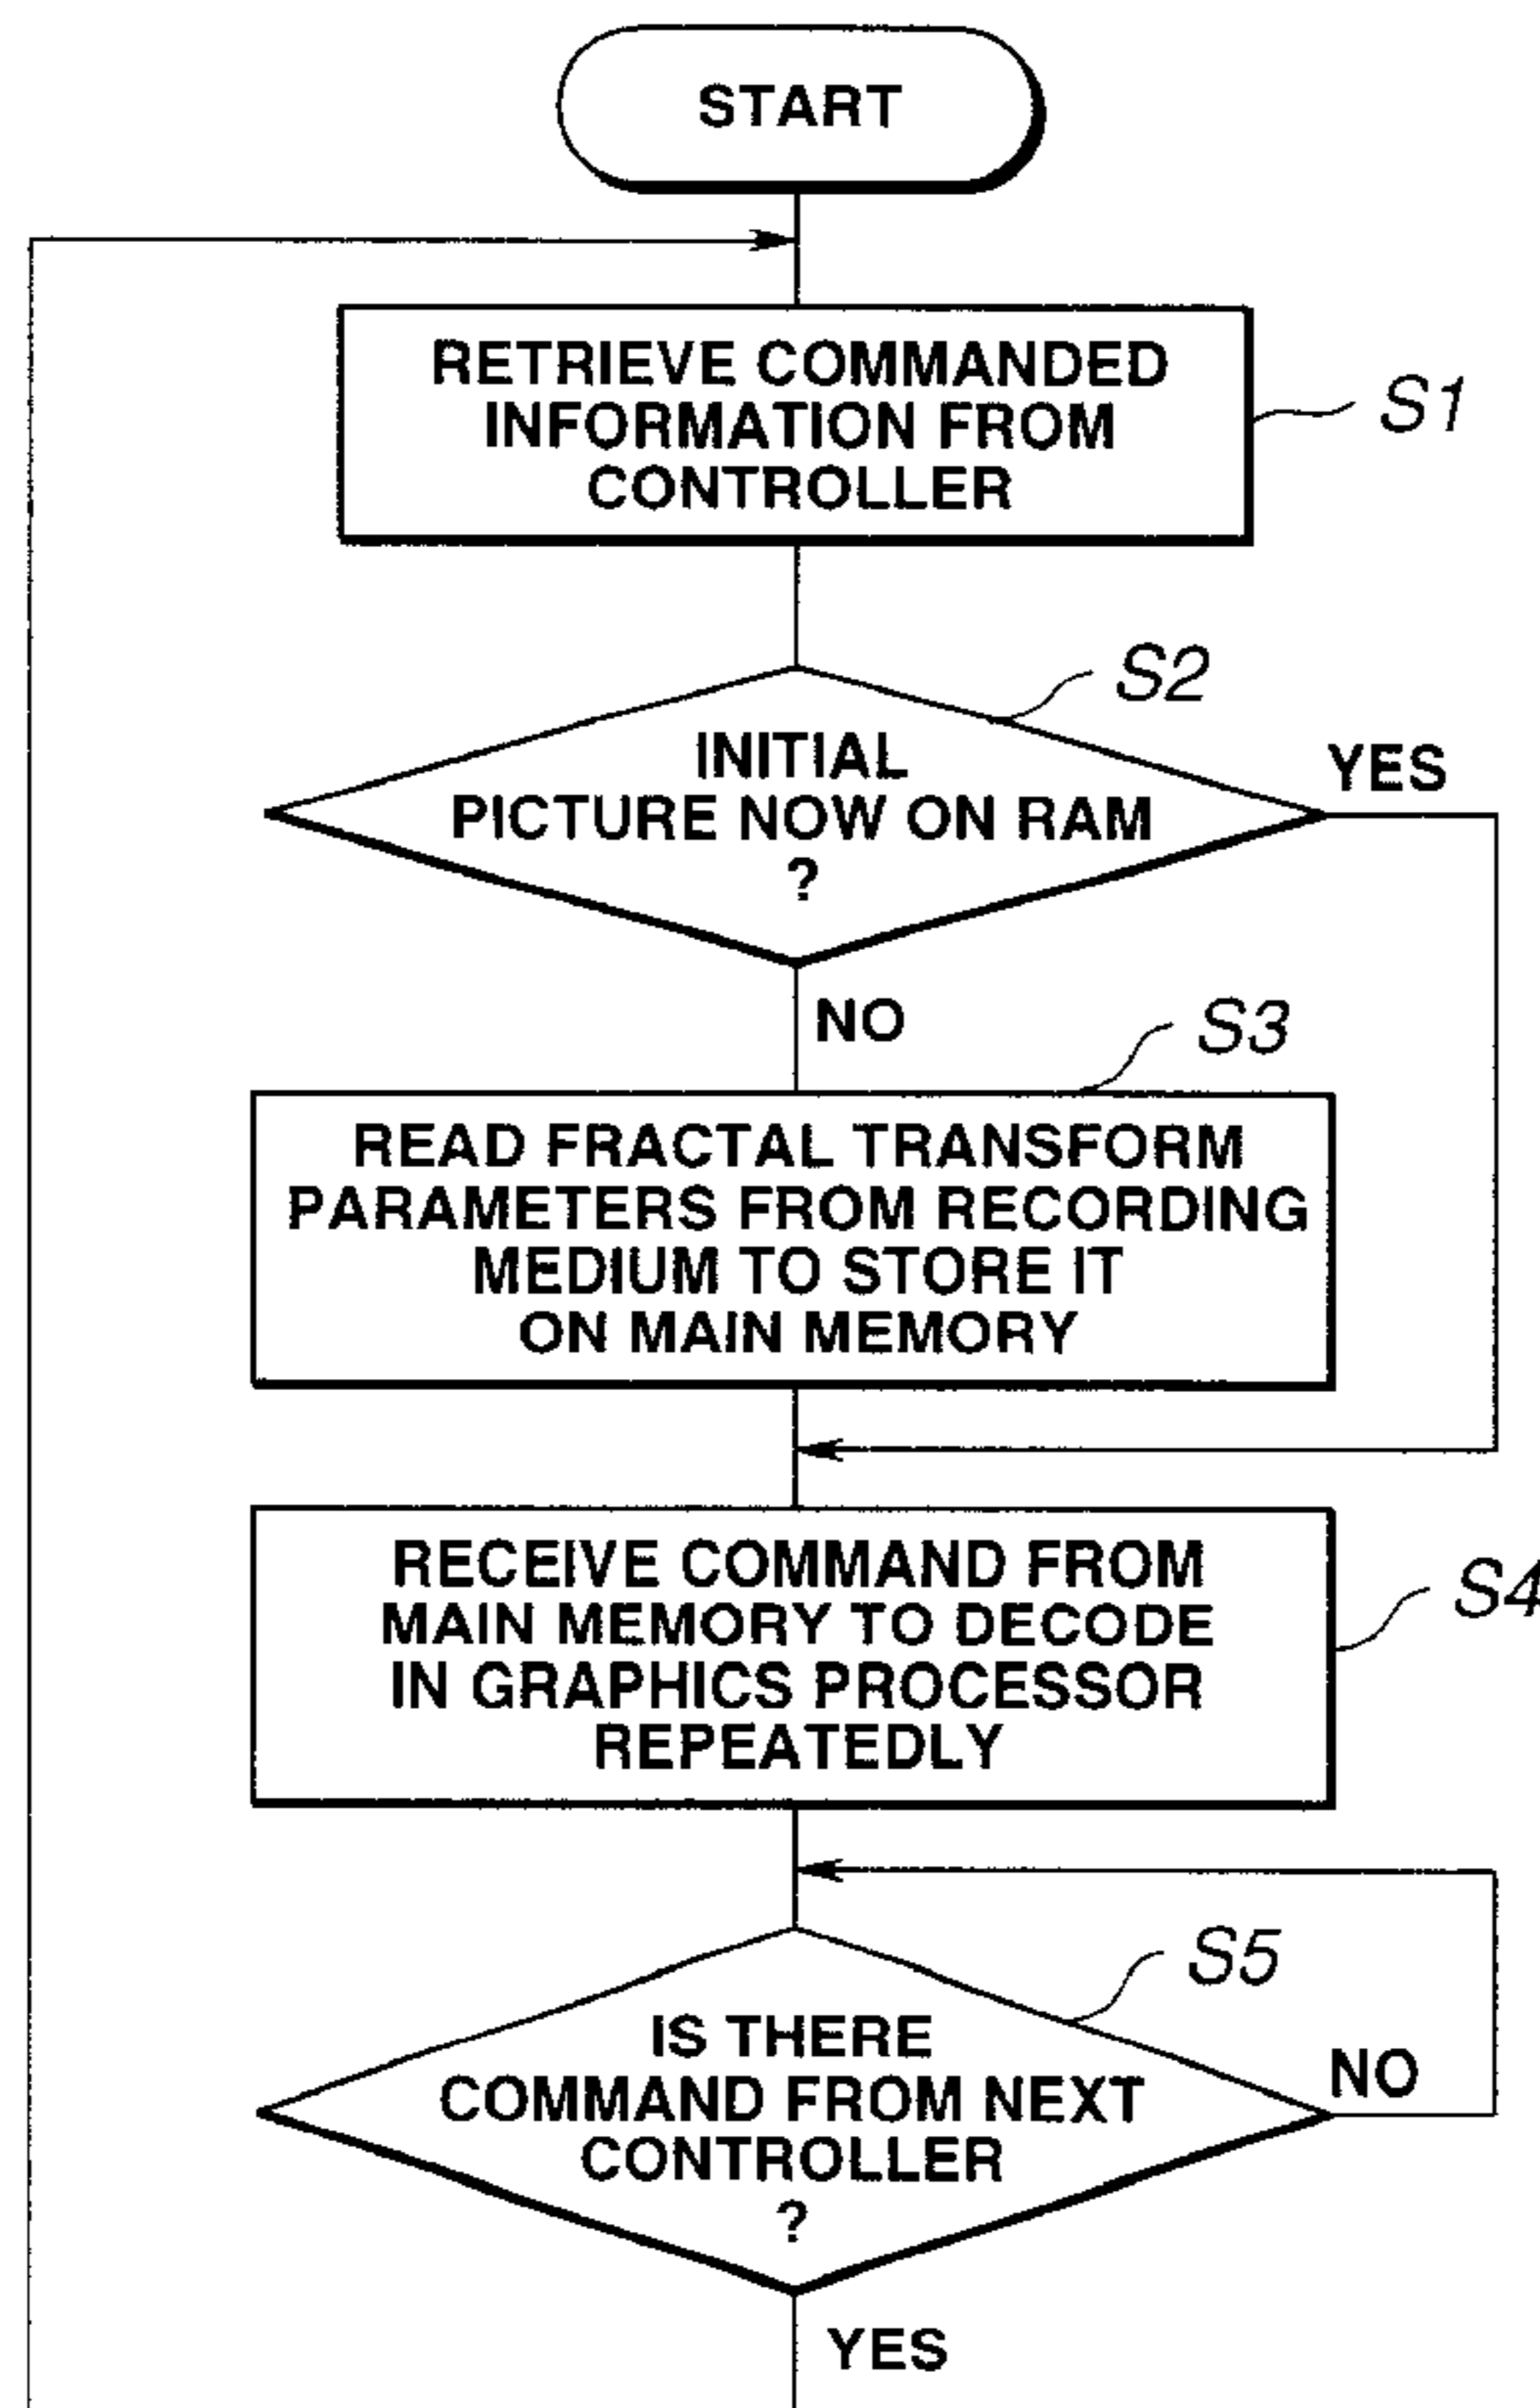 START
RETRIEVE COMMANDED
INFORMATION FROM
CONTROLLER
S1
S2
INITIAL
PICTURE NOW ON RAM
?
YES
NO
S3
READ FRACTAL TRANSFORM
PARAMETERS FROM RECORDING
MEDIUM TO STORE IT
ON MAIN MEMORY
RECEIVE COMMAND FROM
MAIN MEMORY TO DECODE
IN GRAPHICS PROCESSOR
REPEATEDLY
S4
S5
IS THERE
COMMAND FROM NEXT
CONTROLLER
?
NO
YES